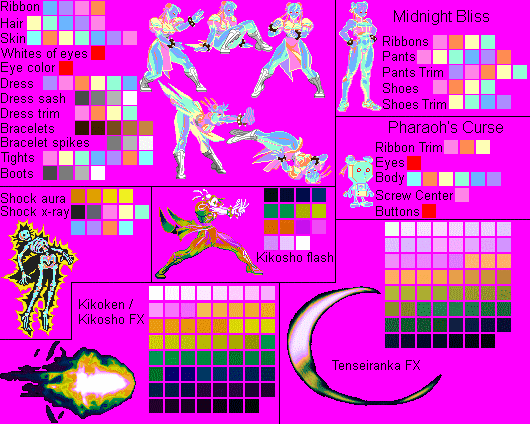 Ribbon
Hair
Skin
Whites of eyes
Eye color
Dress
Dress sash
Dress trim
Bracelets
Bracelet spikes
Tights
Boots
Midnight Bliss
Ribbons
Pants
Pants Trim
Shoes
Shoes Trim
Pharaoh's Curse
Ribbon Trim
Eyes
Body
Screw Center
Buttons
Shock aura
Shock x-ray
Kikosho flash
Kikoken /
Kikosho FX
Tenseiranka FX